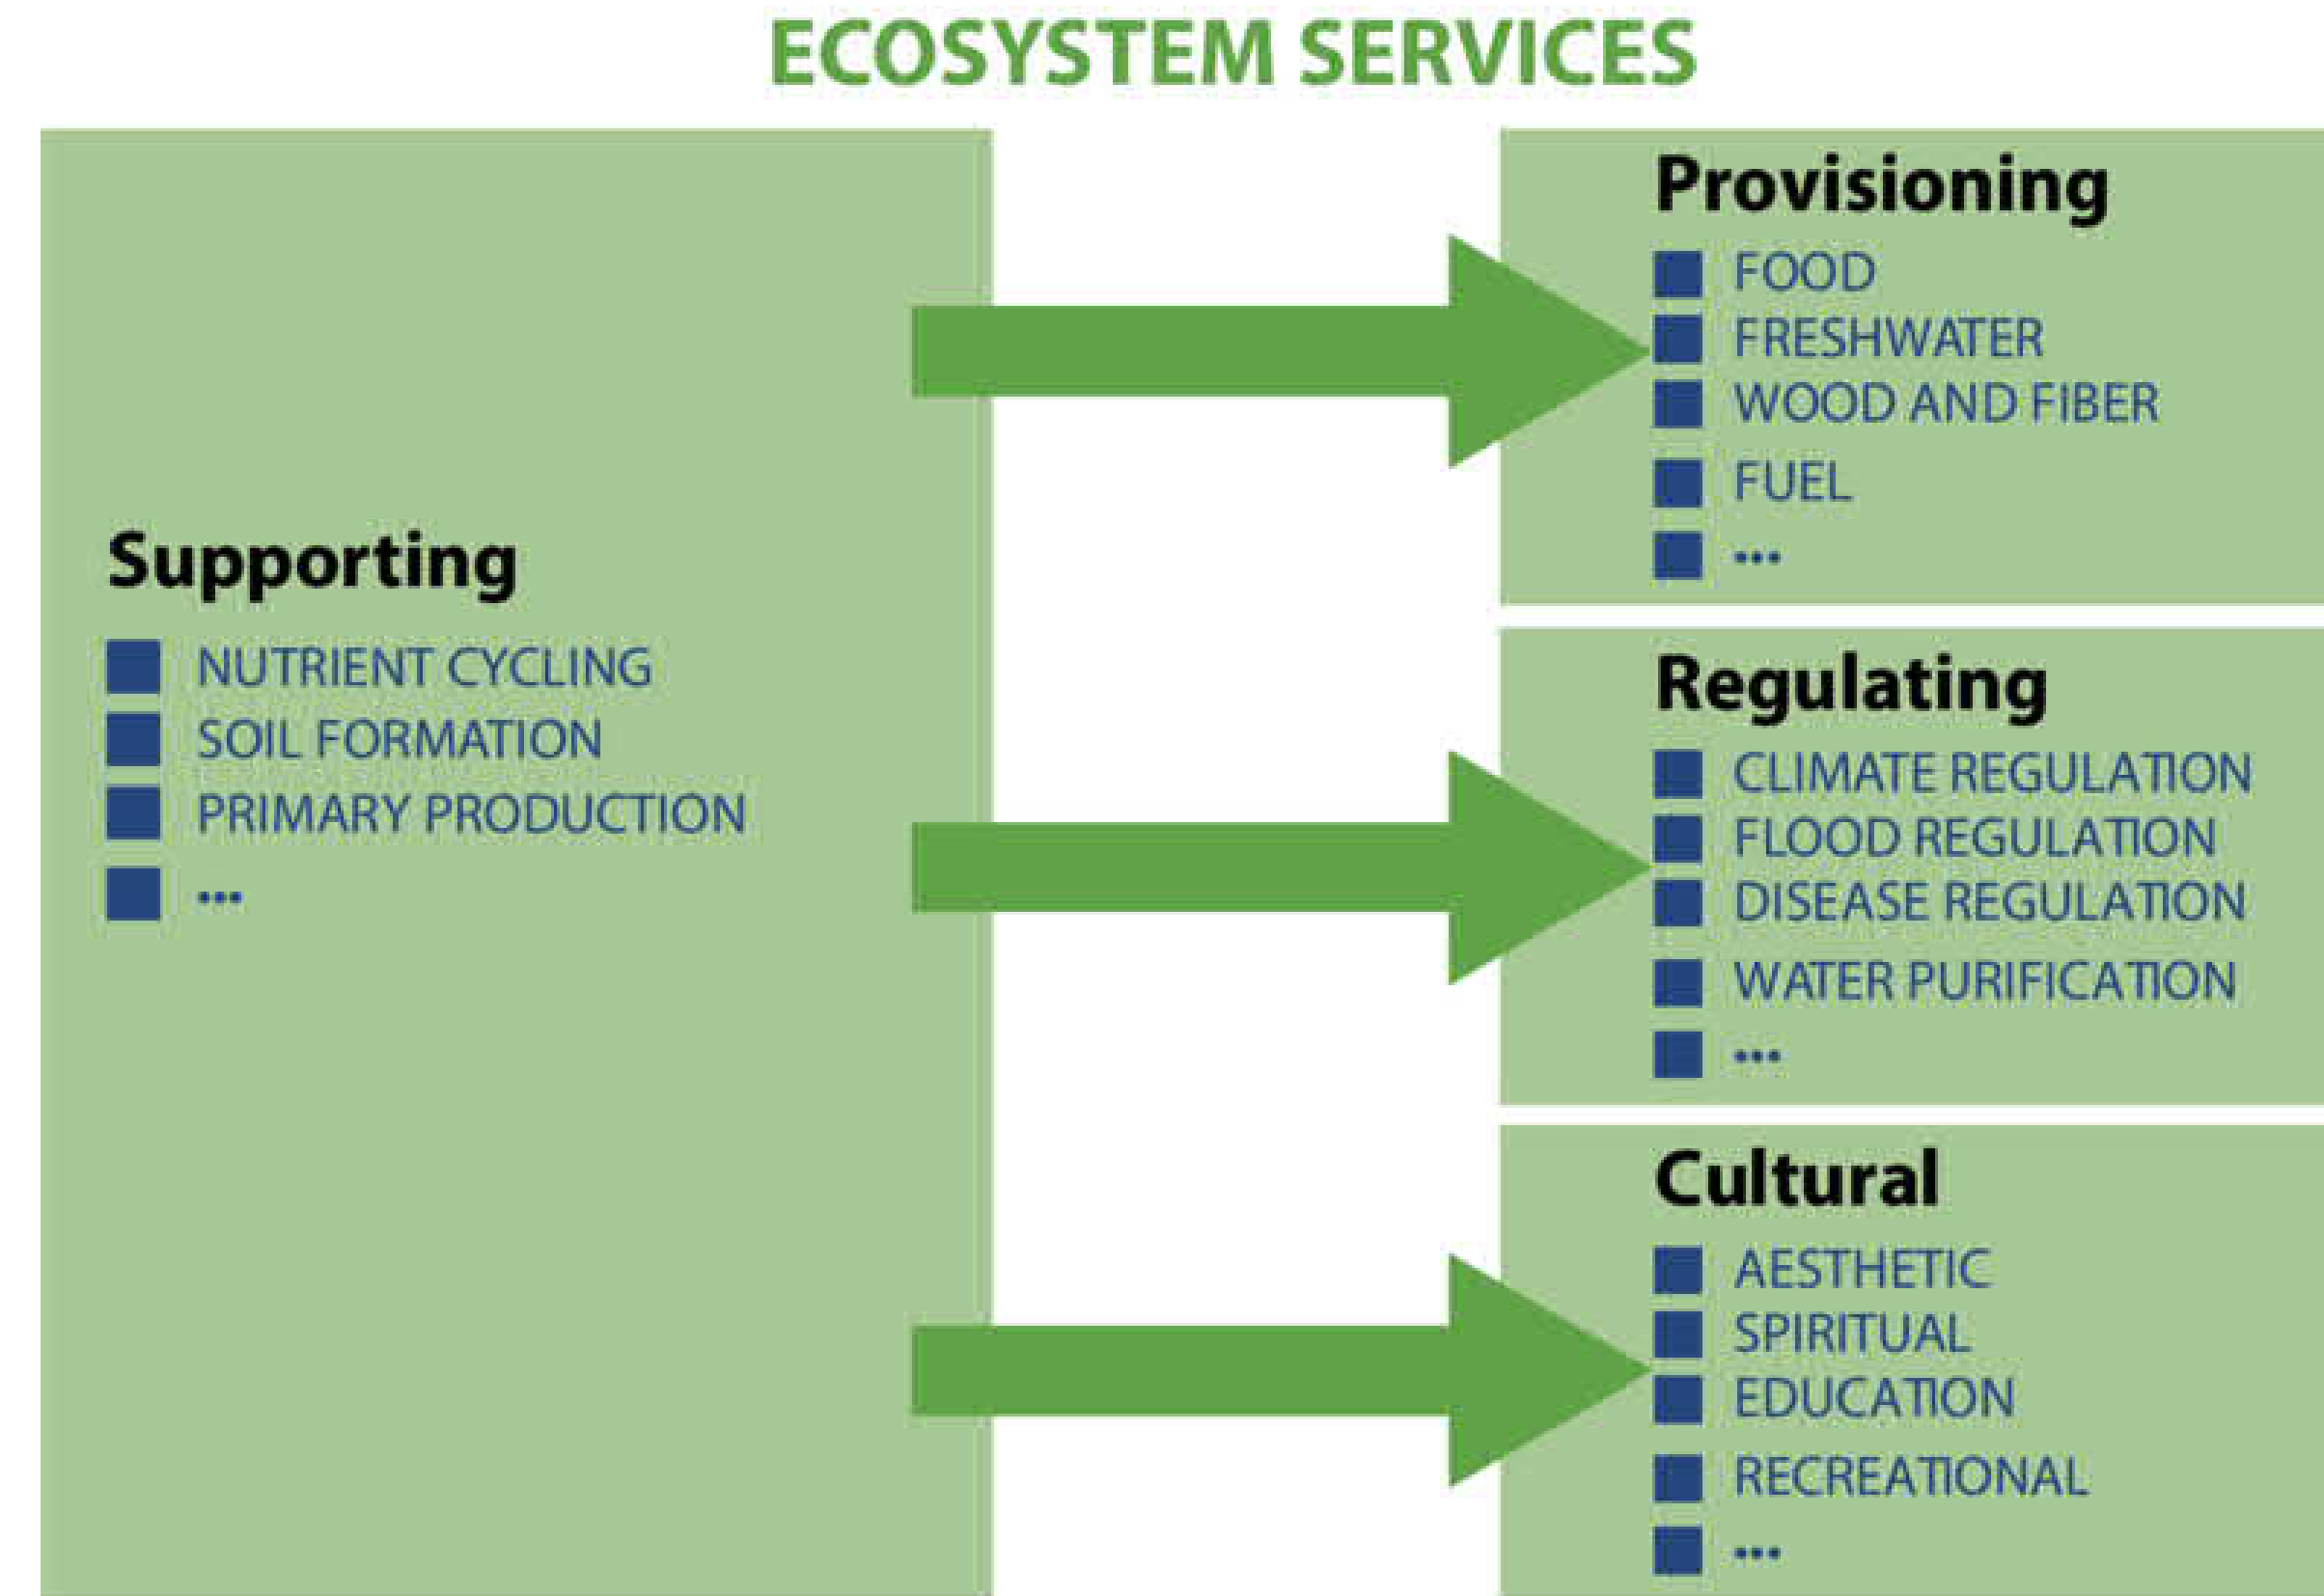 ECOSYSTEM SERVICES
Supporting
NUTRIENT CYCLING
SOIL FORMATION
PRIMARY PRODUCTION
...
Provisioning
FOOD
FRESHWATER
WOOD AND FIBER
FUEL
...
Regulating
CLIMATE REGULATION
FLOOD REGULATION
DISEASE REGULATION
WATER PURIFICATION
...
Cultural
AESTHETIC
SPIRITUAL
EDUCATION
RECREATIONAL
...